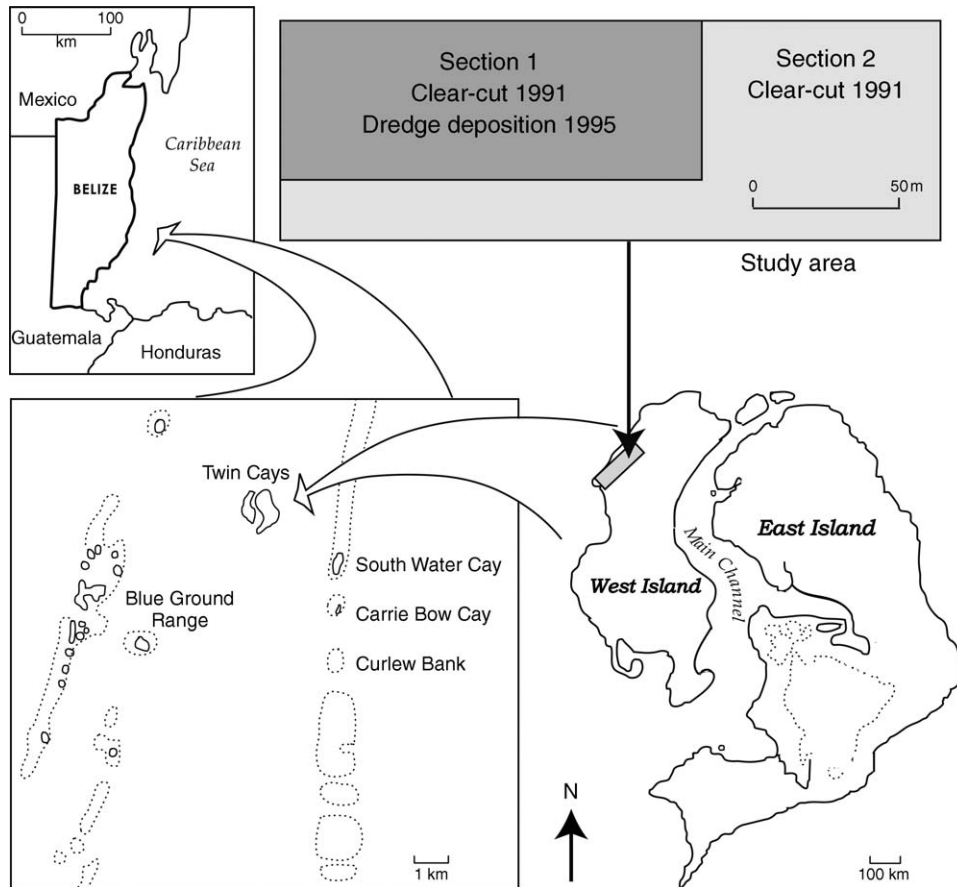 0 100
km
Mexico
Caribbean
Sea
BELIZE
Guatemala
Honduras
Section 1
Clear-cut 1991
Dredge deposition 1995
Section 2
Clear-cut 1991
0 50 m
Study area
Twin Cays
South Water Cay
Blue Ground
Range
Carrie Bow Cay
Curlew Bank
1 km
East Island
Main Channel
West Island
N
100 km